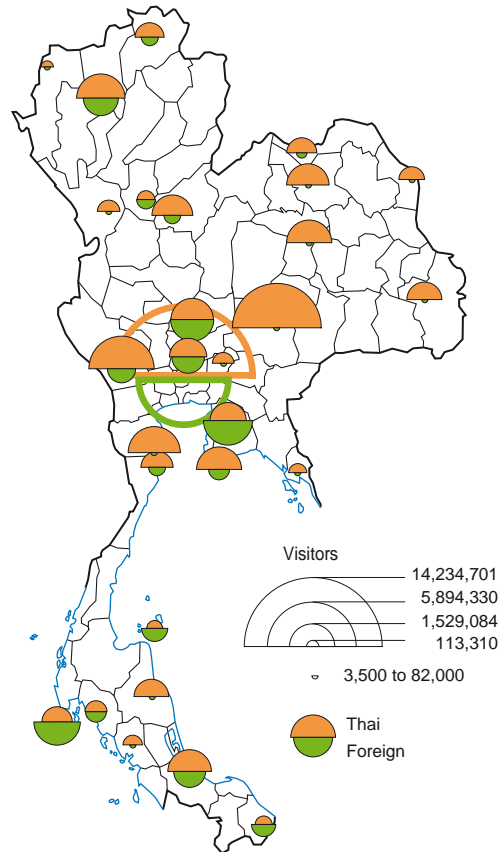 Visitors
14,234,701
5,894,330
1,529,084
113,310
3,500 to 82,000
Thai
Foreign